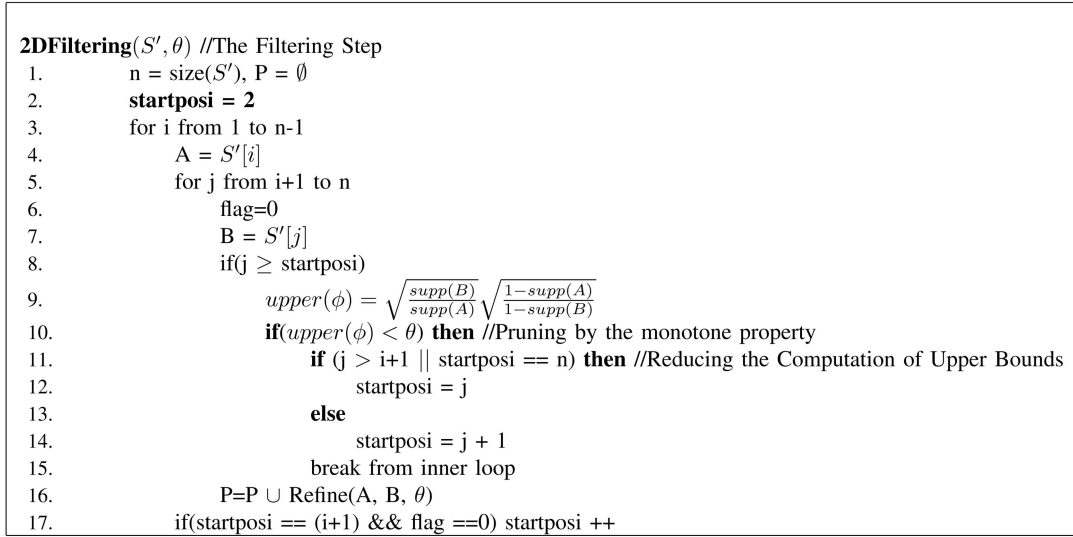 2DFiltering(S′, θ) //The Filtering Step
1. n = size(S′), P = ∅
2. startposi = 2
3. for i from 1 to n-1
4. A = S′[i]
5. for j from i+1 to n
6. flag=0
7. B = S′[j]
8. if(j ≥ startposi)
9. upper(ϕ) = √(supp(B)/supp(A)) √(1−supp(A)/1−supp(B))
10. if(upper(ϕ) < θ) then //Pruning by the monotone property
11. if (j > i+1 || startposi == n) then //Reducing the Computation of Upper Bounds
12. startposi = j
13. else
14. startposi = j + 1
15. break from inner loop
16. P=P ∪ Refine(A, B, θ)
17. if(startposi == (i+1) && flag ==0) startposi ++